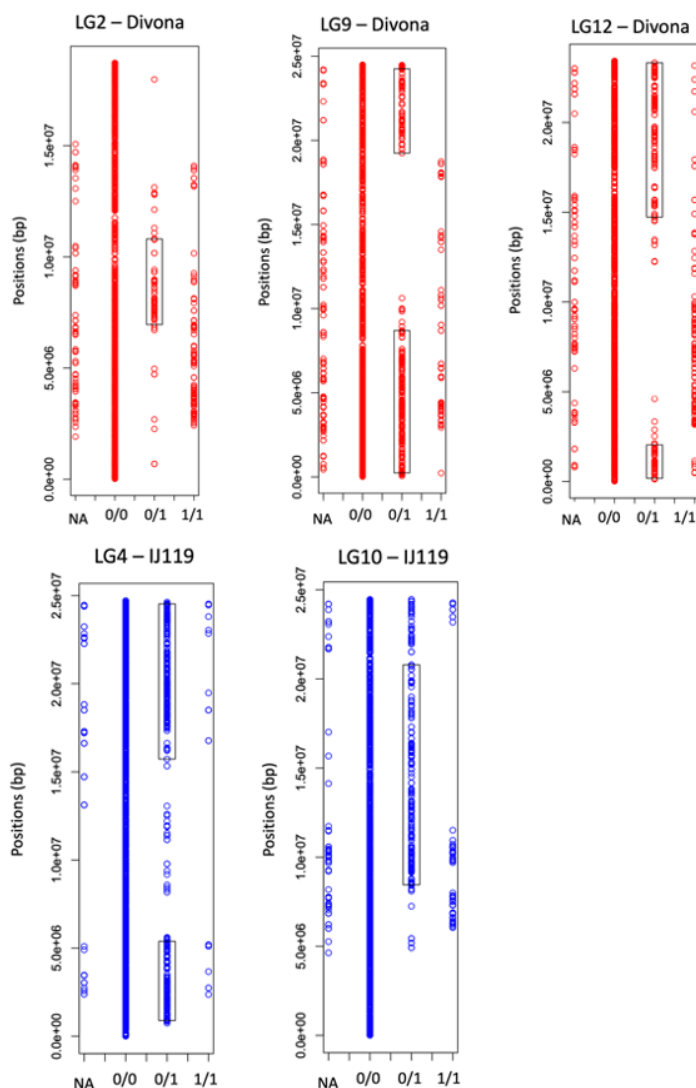 LG2 – Divona
Positions (bp)
1.5e+07
1.0e+07
5.0e+06
0.0e+00
NA 0/0 0/1 1/1
LG9 – Divona
Positions (bp)
2.5e+07
2.0e+07
1.5e+07
1.0e+07
5.0e+06
0.0e+00
NA 0/0 0/1 1/1
LG12 – Divona
Positions (bp)
2.0e+07
1.5e+07
1.0e+07
5.0e+06
0.0e+00
NA 0/0 0/1 1/1
LG4 – IJ119
Positions (bp)
2.5e+07
2.0e+07
1.5e+07
1.0e+07
5.0e+06
0.0e+00
NA 0/0 0/1 1/1
LG10 – IJ119
Positions (bp)
2.5e+07
2.0e+07
1.5e+07
1.0e+07
5.0e+06
0.0e+00
NA 0/0 0/1 1/1